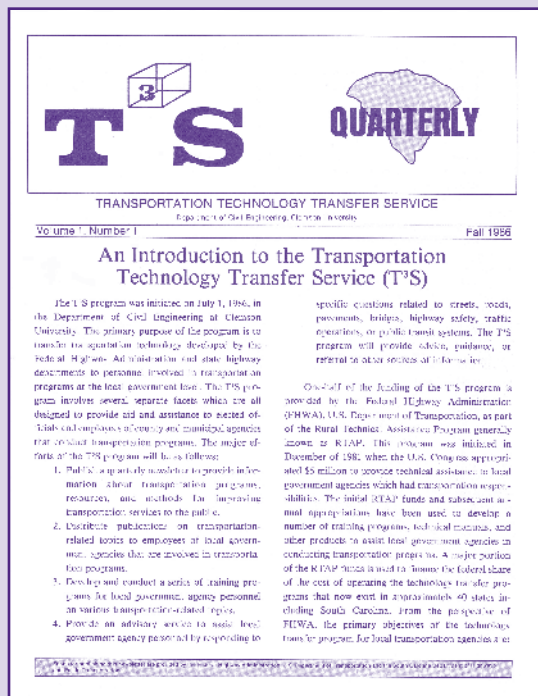 T³S
QUARTERLY
TRANSPORTATION TECHNOLOGY TRANSFER SERVICE
Department of Civil Engineering, Clemson University
Volume 1, Number 1
Fall 1986
An Introduction to the Transportation
Technology Transfer Service (T³S)
The T³S program was initiated on July 1, 1986, in
the Department of Civil Engineering at Clemson
University. The primary purpose of the program is to
transfer transportation technology developed by the
Federal Highway Administration and state highway
departments to personnel involved in transportation
programs at the local government level. The T³S pro-
gram involves several separate facets which are all
designed to provide aid and assistance to elected of-
ficials and employees of county and municipal agencies
that conduct transportation programs. The major ef-
forts of the T³S program will be as follows:
1. Publish a quarterly newsletter to provide infor-
mation about transportation programs,
resources, and methods for improving
transportation services to the public.
2. Distribute publications on transportation-
related topics to employees of local govern-
ment agencies that are involved in transporta-
tion programs.
3. Develop and conduct a series of training pro-
grams for local government agency personnel
on various transportation-related topics.
4. Provide an advisory service to assist local
government agency personnel by responding to
specific questions related to streets, roads,
pavements, bridges, highway safety, traffic
operations, or public transit systems. The T³S
program will provide advice, guidance, or
referral to other sources of information.
One-half of the funding of the T³S program is
provided by the Federal Highway Administration
(FHWA), U.S. Department of Transportation, as part
of the Rural Technical Assistance Program generally
known as RTAP. This program was initiated in
December of 1981 when the U.S. Congress appropri-
ated $5 million to provide technical assistance to local
government agencies which had transportation respon-
sibilities. The initial RTAP funds and subsequent an-
nual appropriations have been used to develop a
number of training programs, technical manuals, and
other products to assist local government agencies in
conducting transportation programs. A major portion
of the RTAP funds is used to finance the federal share
of the cost of operating the technology transfer pro-
grams that now exist in approximately 40 states in-
cluding South Carolina. From the perspective of
FHWA, the primary objectives of the technology
transfer program for local transportation agencies are: